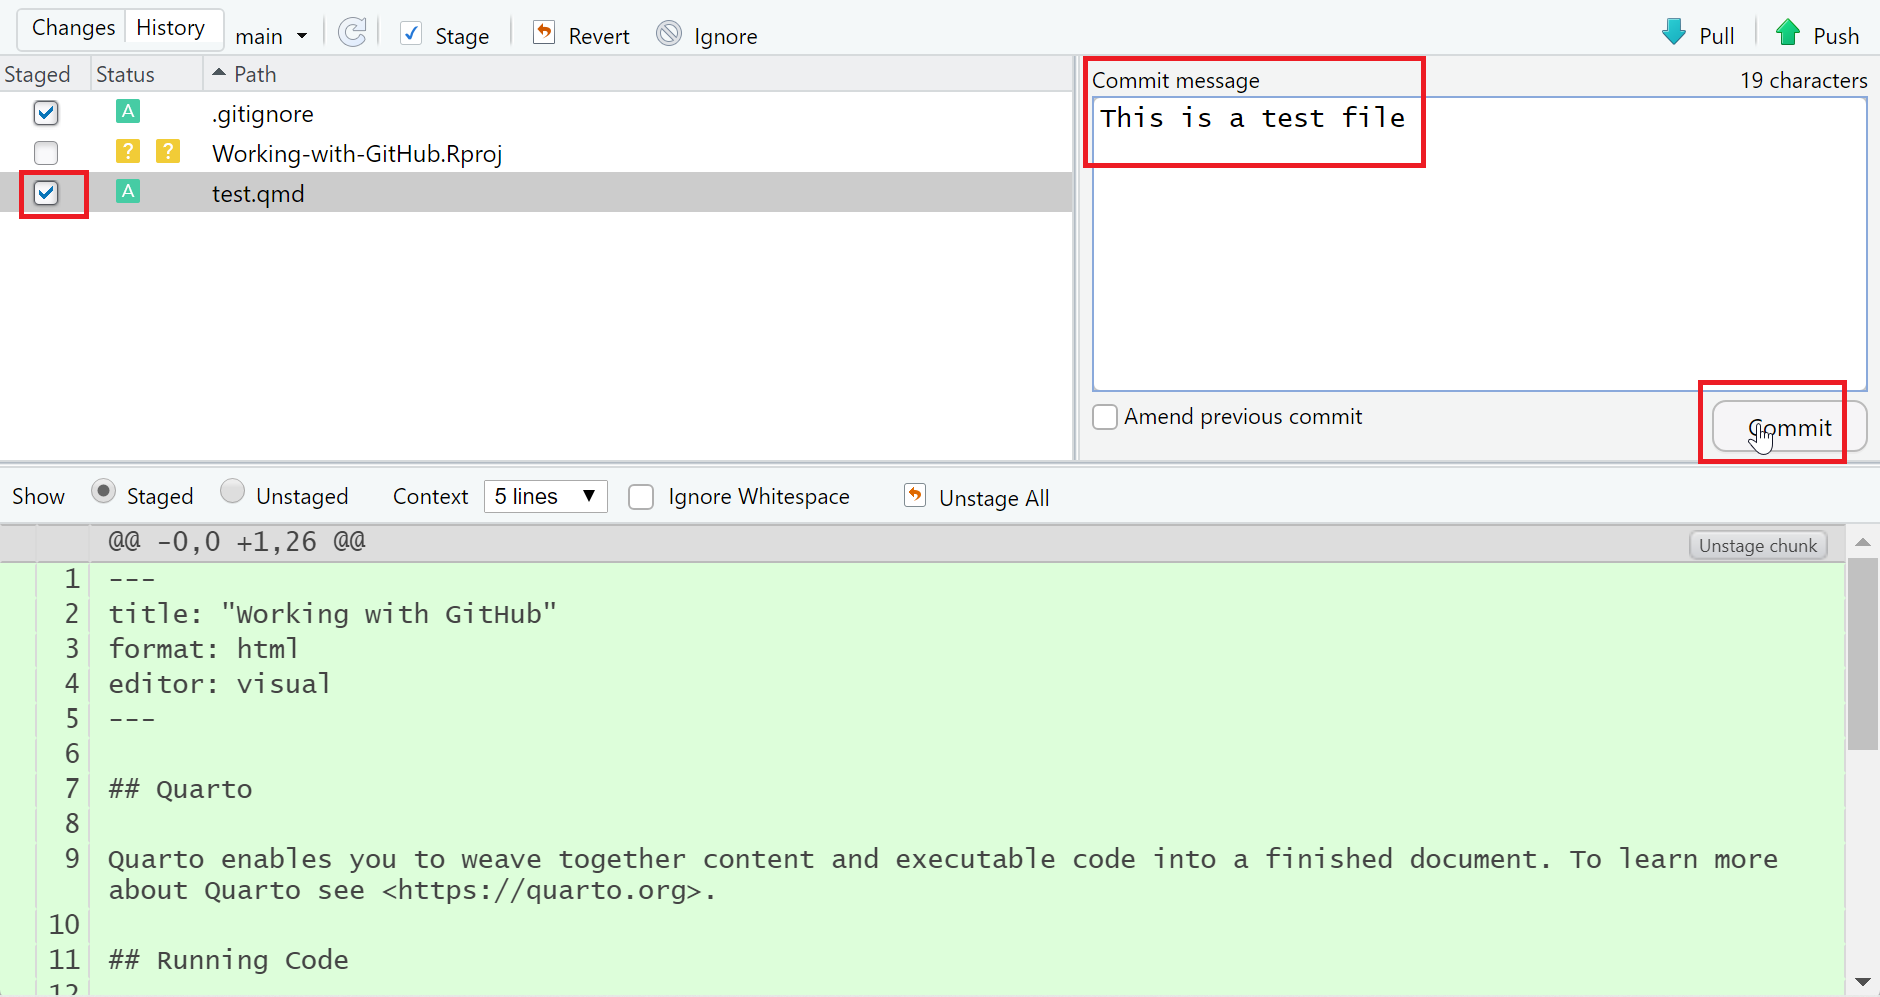 Changes History main Stage Revert Ignore Pull Push
Staged Status Path
A .gitignore
? ? Working-with-GitHub.Rproj
A test.qmd
Commit message 19 characters
This is a test file
Amend previous commit Commit
Show Staged Unstaged Context 5 lines Ignore Whitespace Unstage All
@@ -0,0 +1,26 @@ Unstage chunk
1 ---
2 title: "Working with GitHub"
3 format: html
4 editor: visual
5 ---
6
7 ## Quarto
8
9 Quarto enables you to weave together content and executable code into a finished document. To learn more
about Quarto see <https://quarto.org>.
10
11 ## Running Code
12